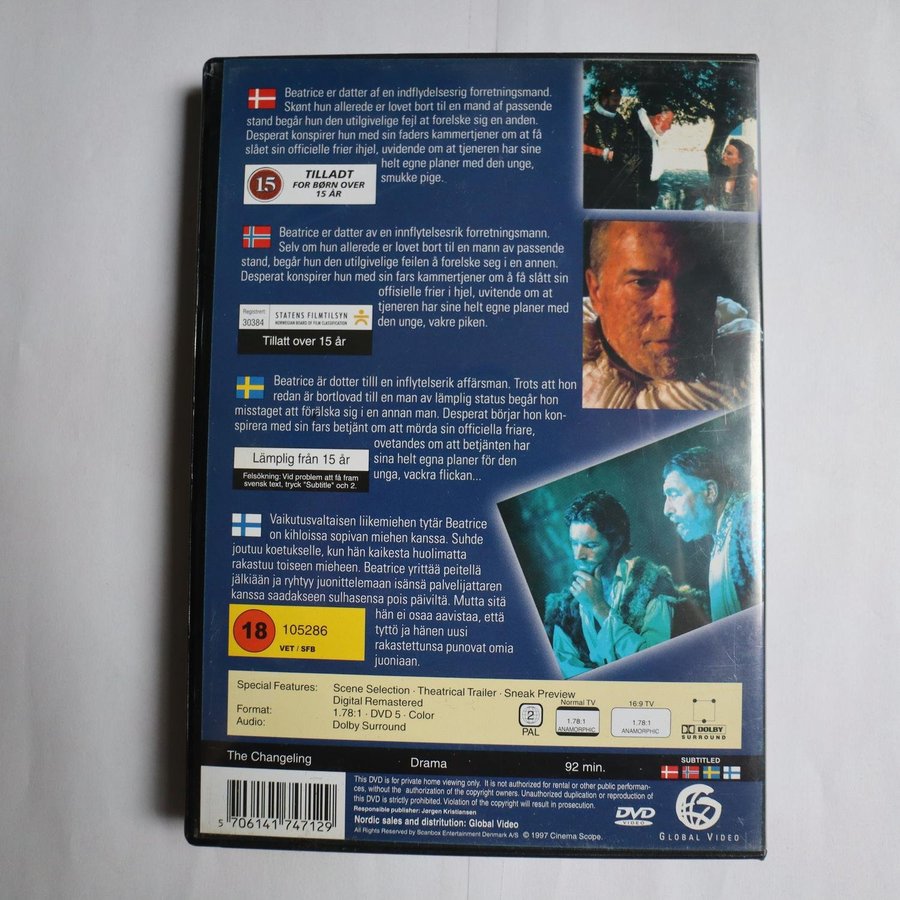 Beatrice er datter af en indflydelsesrig forretningsmand.
Skønt hun allerede er lovet bort til en mand af passende
stand begår hun den utilgivelige fejl at forelske sig en anden.
Desperat konspirer hun med sin faders kammertjener om at få
slået sin officielle frier ihjel, uvidende om at tjeneren har sine
helt egne planer med den unge,
smukke pige.
15
TILLADT
FOR BØRN OVER
15 ÅR
Beatrice er datter av en innflytelsesrik forretningsmann.
Selv om hun allerede er lovet bort til en mann av passende
stand, begår hun den utilgivelige feilen å forelske seg i en annen.
Desperat konspirer hun med sin fars kammertjener om å få slått sin
offisielle frier i hjel, uvitende om at
tjeneren har sine helt egne planer med
den unge, vakre piken.
Registrert
30384
STATENS FILMTILSYN
NORWEGIAN BOARD OF FILM CLASSIFICATION
Tillatt over 15 år
Beatrice är dotter tilll en inflytelserik affärsman. Trots att hon
redan är bortlovad till en man av lämplig status begår hon
misstaget att förälska sig i en annan man. Desperat börjar hon kon-
spirera med sin fars betjänt om att mörda sin officiella friare,
ovetandes om att betjänten har
sina helt egna planer för den
unga, vackra flickan...
Lämplig från 15 år
Felsökning: Vid problem att få fram
svensk text, tryck "Subtitle" och 2.
Vaikutusvaltaisen liikemiehen tytär Beatrice
on kihloissa sopivan miehen kanssa. Suhde
joutuu koetukselle, kun hän kaikesta huolimatta
rakastuu toiseen mieheen. Beatrice yrittää peitellä
jälkiään ja ryhtyy juonittelemaan isänsä palvelijattaren
kanssa saadakseen sulhasensa pois päiviltä. Mutta sitä
hän ei osaa aavistaa, että
tyttö ja hänen uusi
rakastettunsa punovat omia
juoniaan.
18
105286
VET / SFB
Special Features: Scene Selection · Theatrical Trailer · Sneak Preview
Digital Remastered
Format: 1.78:1 · DVD 5 · Color
Audio: Dolby Surround
2
PAL
Normal TV
1.78:1
ANAMORPHIC
16:9 TV
1.78:1
ANAMORPHIC
DOLBY
SURROUND
The Changeling Drama 92 min.
SUBTITLED
5 706141 747129
This DVD is for private home viewing only. It is not authorized for rental or other public performan-
ces, without the authorization of the copyright owners. Unauthorized duplication or reproduction of
this DVD is strictly prohibited. Violation of the copyright will result in prosecution.
Responsible publisher: Jørgen Kristiansen
Nordic sales and distritution: Global Video
All Rights Reserved by Scanbox Entertainment Denmark A/S © 1997 Cinema Scope.
DVD
VIDEO
GLOBAL VIDEO